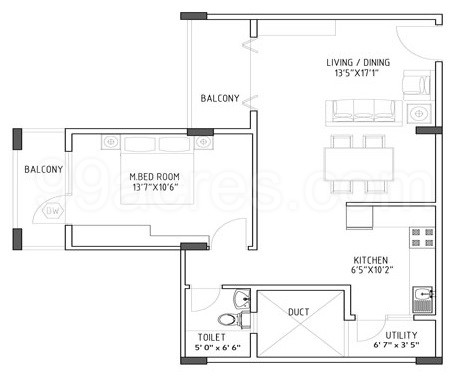 LIVING / DINING
13'5"X17'1"
BALCONY
BALCONY
M.BED ROOM
13'7"X10'6"
DW
99acres.com
KITCHEN
6'5"X10'2"
DUCT
TOILET
5' 0" x 6' 6"
UTILITY
6' 7" x 3' 5"